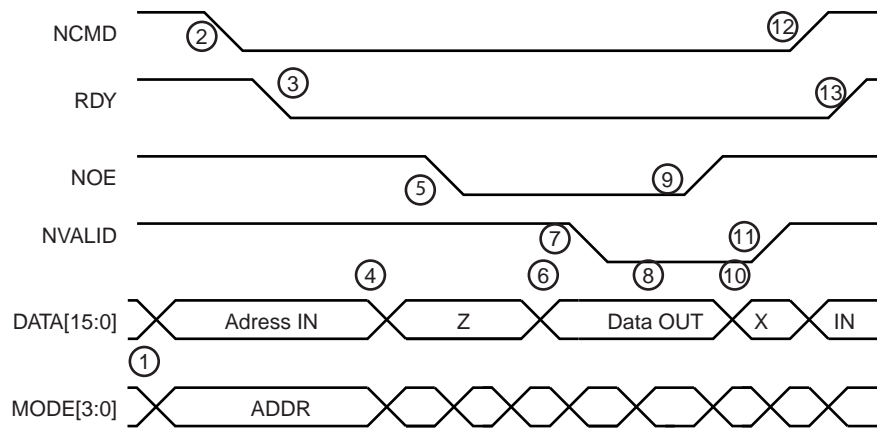 NCMD
2
12
RDY
3
13
NOE
5
9
NVALID
7
11
4
6
8
10
DATA[15:0]
Adress IN
Z
Data OUT
X
IN
1
MODE[3:0]
ADDR